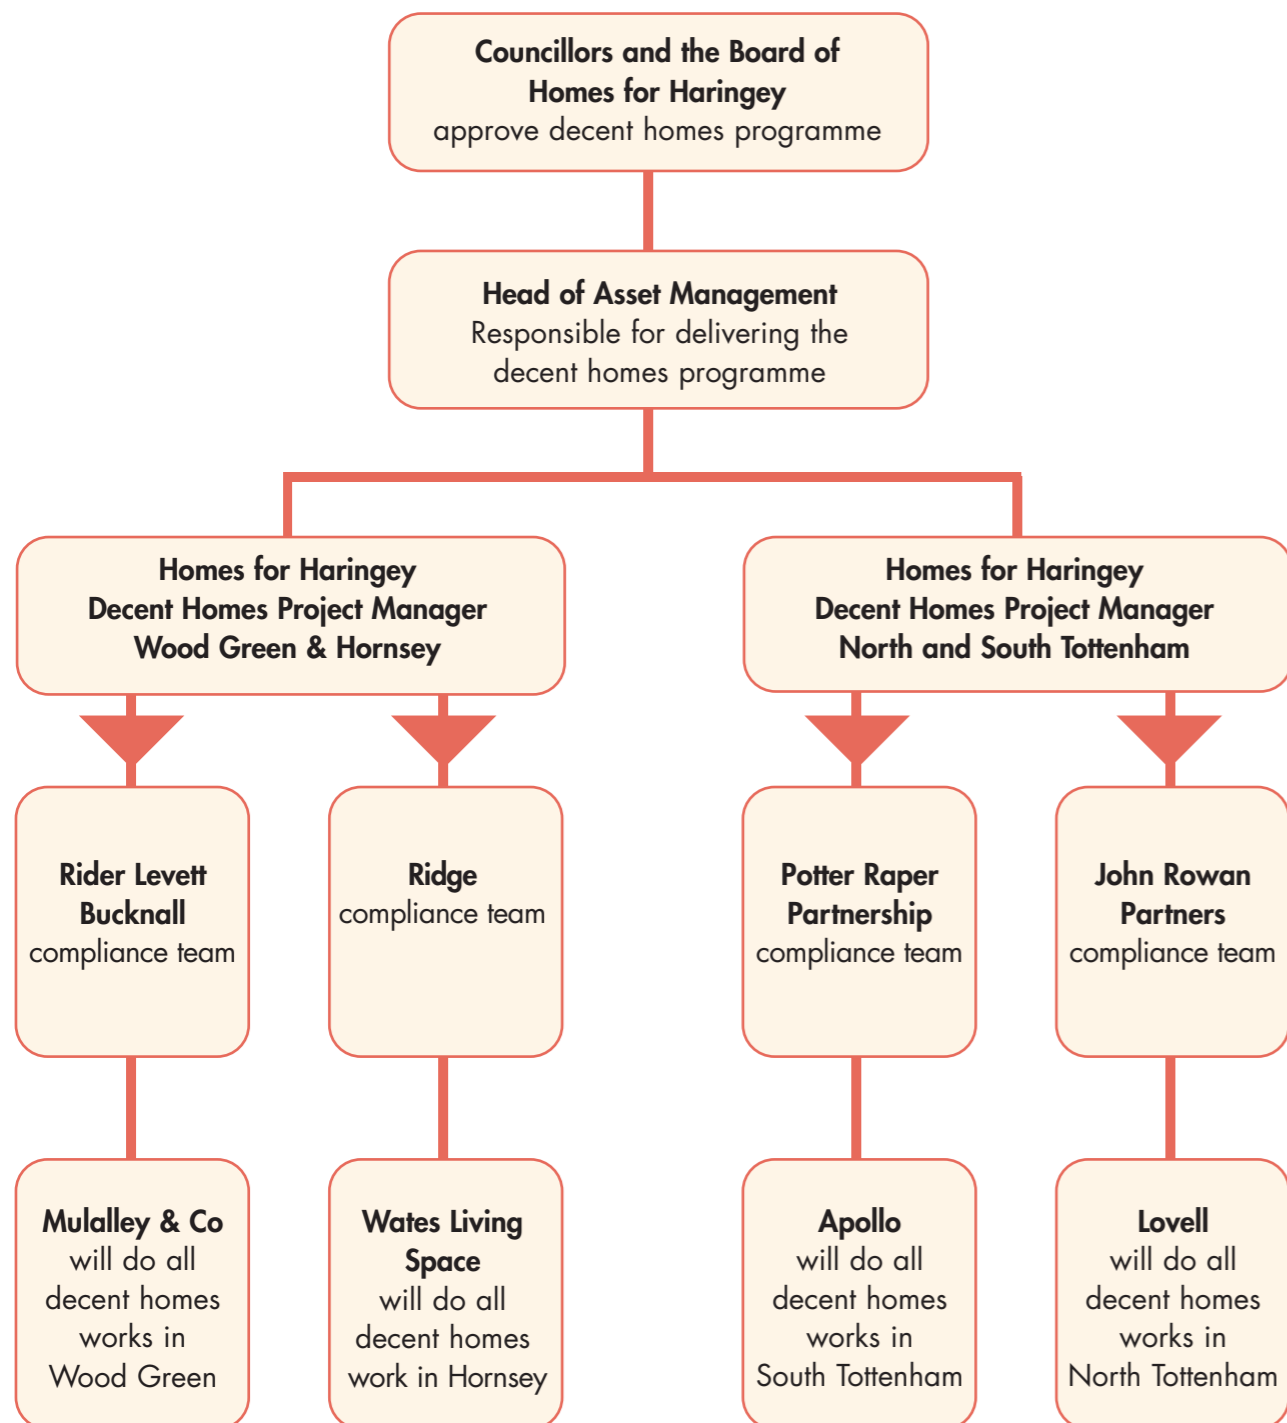 Councillors and the Board of
Homes for Haringey
approve decent homes programme
Head of Asset Management
Responsible for delivering the
decent homes programme
Homes for Haringey
Decent Homes Project Manager
Wood Green & Hornsey
Homes for Haringey
Decent Homes Project Manager
North and South Tottenham
Rider Levett
Bucknall
compliance team
Ridge
compliance team
Potter Raper
Partnership
compliance team
John Rowan
Partners
compliance team
Mulalley & Co
will do all
decent homes
works in
Wood Green
Wates Living
Space
will do all
decent homes
work in Hornsey
Apollo
will do all
decent homes
works in
South Tottenham
Lovell
will do all
decent homes
works in
North Tottenham